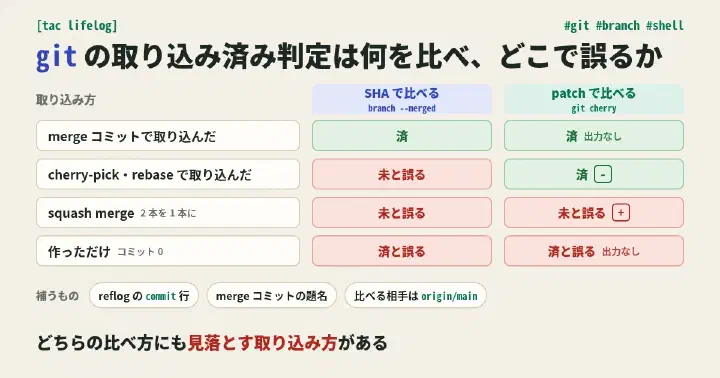 [tac lifelog] #git #branch #shell
git の取り込み済み判定は何を比べ、どこで誤るか
取り込み方 SHA で比べる patch で比べる
branch --merged git cherry
merge コミットで取り込んだ 済 済 出力なし
cherry-pick・rebase で取り込んだ 未と誤る 済 -
squash merge 2 本を 1 本に 未と誤る 未と誤る +
作っただけ コミット 0 済と誤る 済と誤る 出力なし
補うもの reflog の commit 行 merge コミットの題名 比べる相手は origin/main
どちらの比べ方にも見落とす取り込み方がある